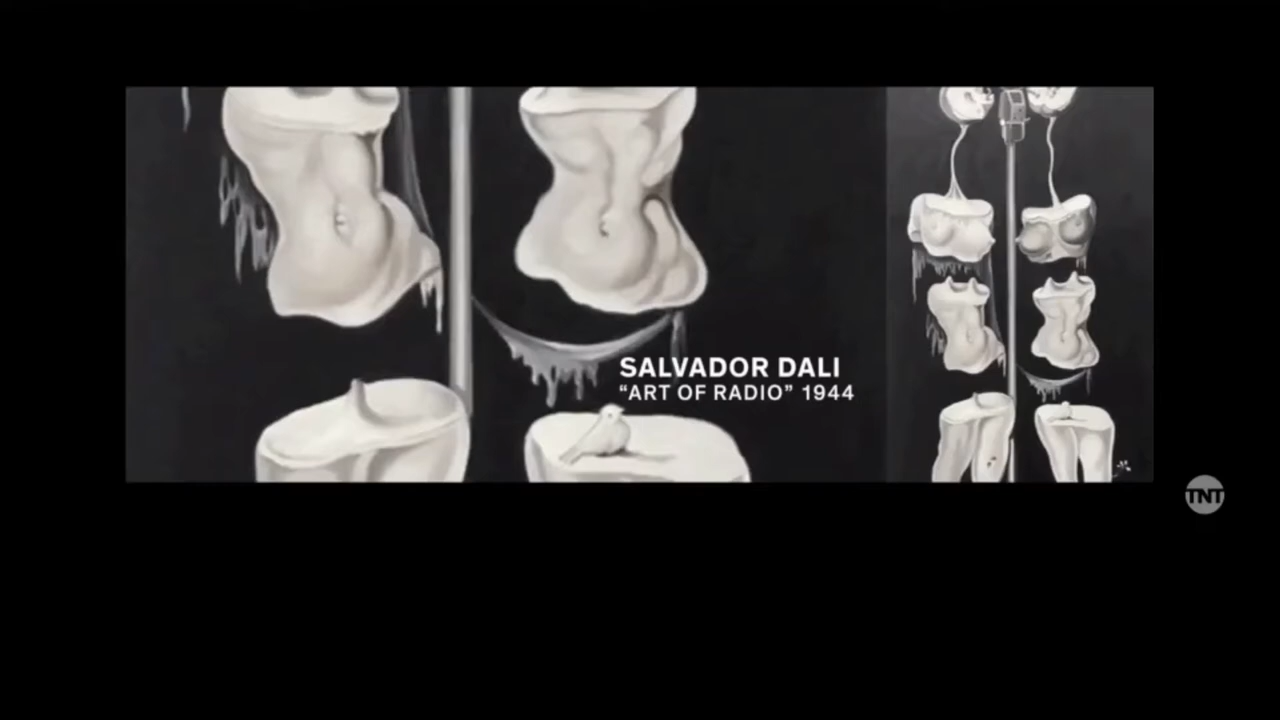 SALVADOR DALI
“ART OF RADIO” 1944
TNT